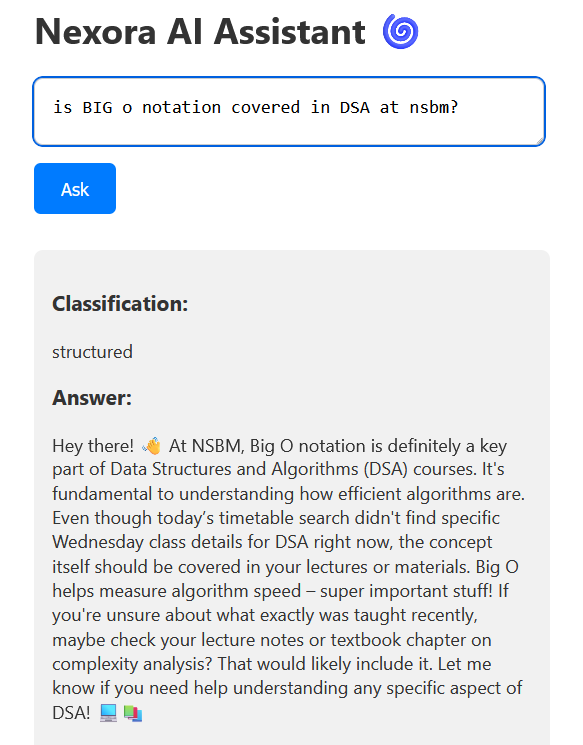 Nexora AI Assistant 🌀
is BIG o notation covered in DSA at nsbm?
Ask
Classification:
structured
Answer:
Hey there! 👋 At NSBM, Big O notation is definitely a key
part of Data Structures and Algorithms (DSA) courses. It's
fundamental to understanding how efficient algorithms are.
Even though today’s timetable search didn't find specific
Wednesday class details for DSA right now, the concept
itself should be covered in your lectures or materials. Big O
helps measure algorithm speed – super important stuff! If
you're unsure about what exactly was taught recently,
maybe check your lecture notes or textbook chapter on
complexity analysis? That would likely include it. Let me
know if you need help understanding any specific aspect of
DSA! 💻 📚